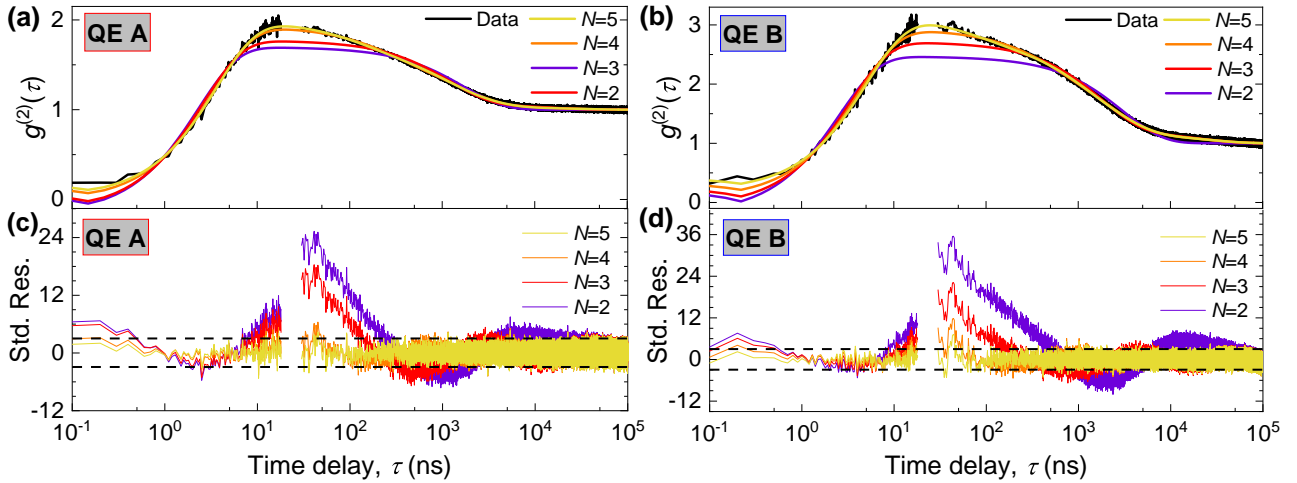 (a)
QE A
Data
N=5
N=4
N=3
N=2
g(2)(τ)
2
1
0
(b)
QE B
Data
N=5
N=4
N=3
N=2
g(2)(τ)
3
2
1
0
(c)
QE A
N=5
N=4
N=3
N=2
Std. Res.
24
12
0
-12
10-1
100
101
102
103
104
105
Time delay, τ (ns)
(d)
QE B
N=5
N=4
N=3
N=2
Std. Res.
36
24
12
0
-12
10-1
100
101
102
103
104
105
Time delay, τ (ns)